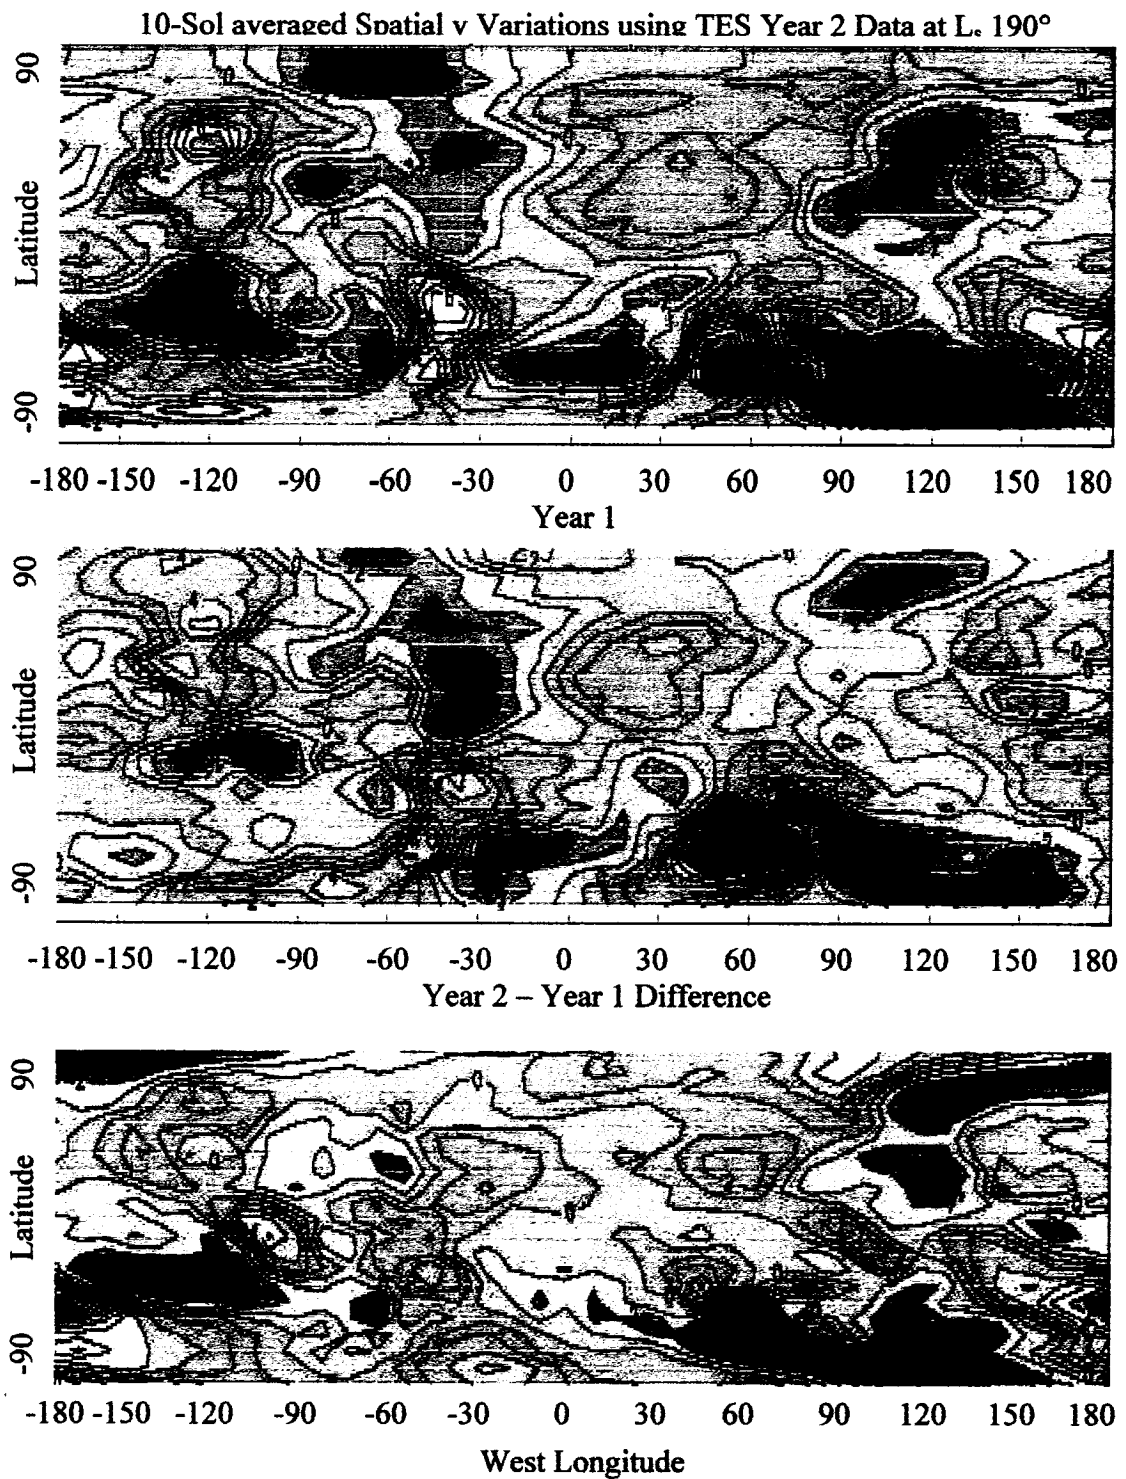 10-Sol averaged Spatial v Variations using TES Year 2 Data at Ls 190°
90
Latitude
-90
-180 -150 -120 -90 -60 -30 0 30 60 90 120 150 180
Year 1
90
Latitude
-90
-180 -150 -120 -90 -60 -30 0 30 60 90 120 150 180
Year 2 – Year 1 Difference
90
Latitude
-90
-180 -150 -120 -90 -60 -30 0 30 60 90 120 150 180
West Longitude